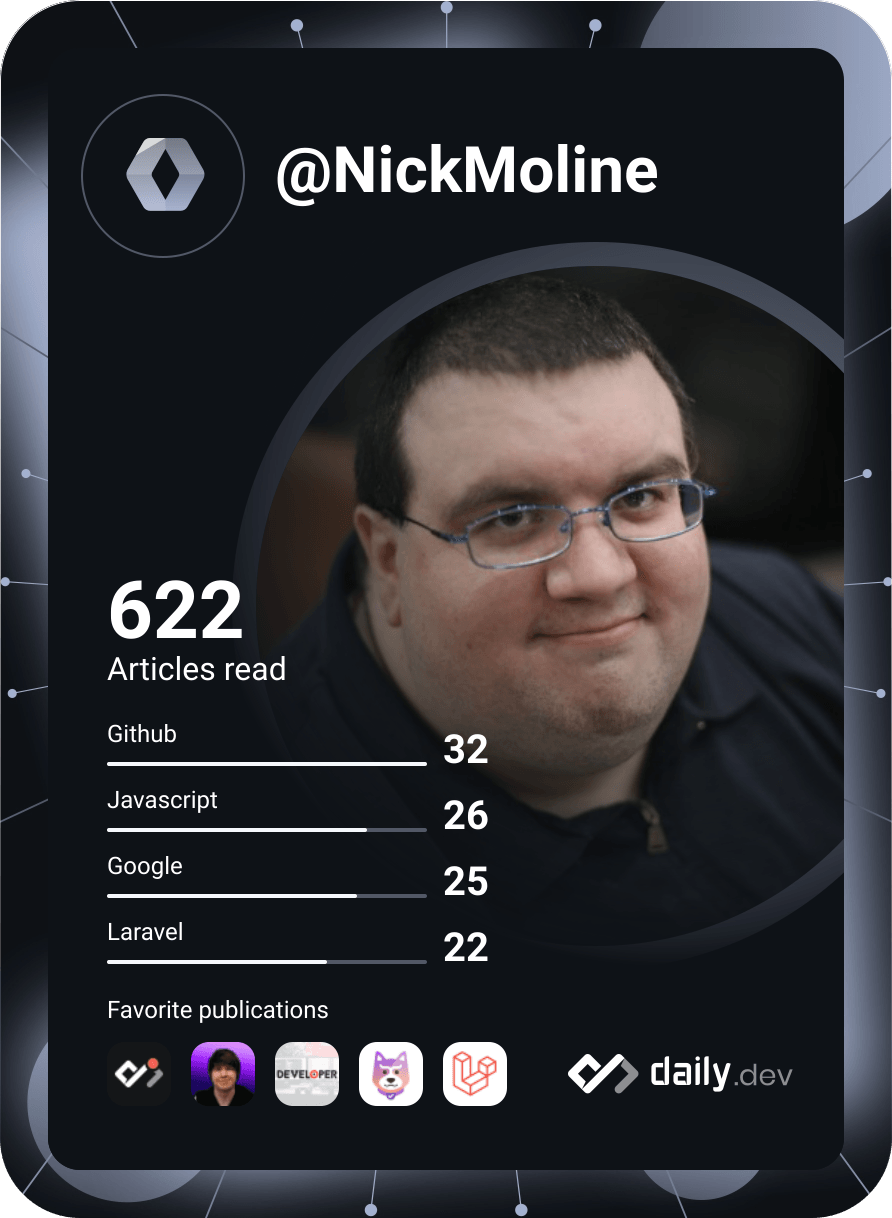 @NickMoline
622
Articles read
Github
32
Javascript
26
Google
25
Laravel
22
Favorite publications
DEVELOPER
daily.dev